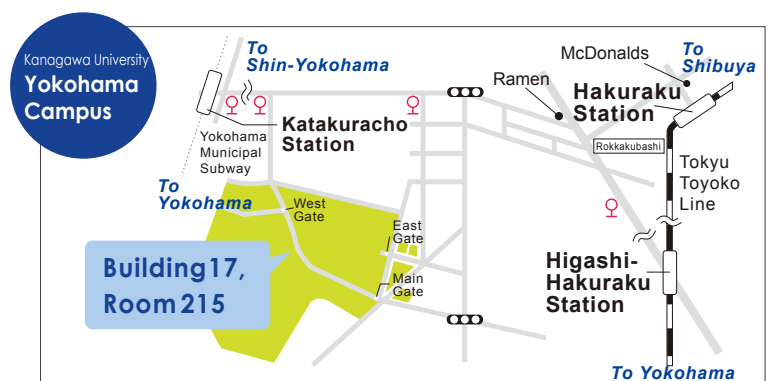 Kanagawa University
Yokohama
Campus
To
Shin-Yokohama
McDonalds
To
Shibuya
Ramen
Hakuraku
Station
Katakuracho
Station
Yokohama
Municipal
Subway
Rokkakubashi
Tokyu
Toyoko
Line
To
Yokohama
West
Gate
East
Gate
Building17,
Room215
Main
Gate
Higashi-
Hakuraku
Station
To Yokohama